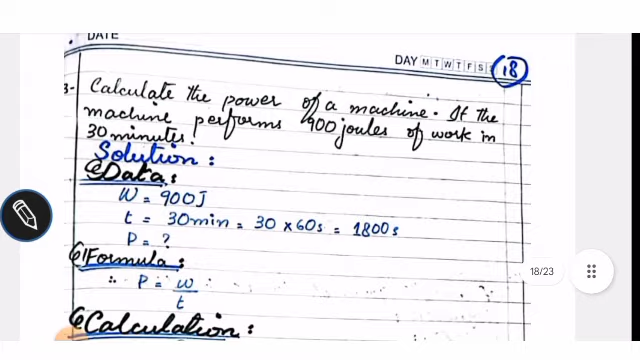 DATE
DAY M T W T F S S 18
3- Calculate the power of a machine. If the
machine performs 900 joules of work in
30 minutes.
Solution:
Data:
W = 900J
t = 30min = 30 × 60s = 1800s
P = ?
Formula:
∴ P = W
t
Calculation:
18/23